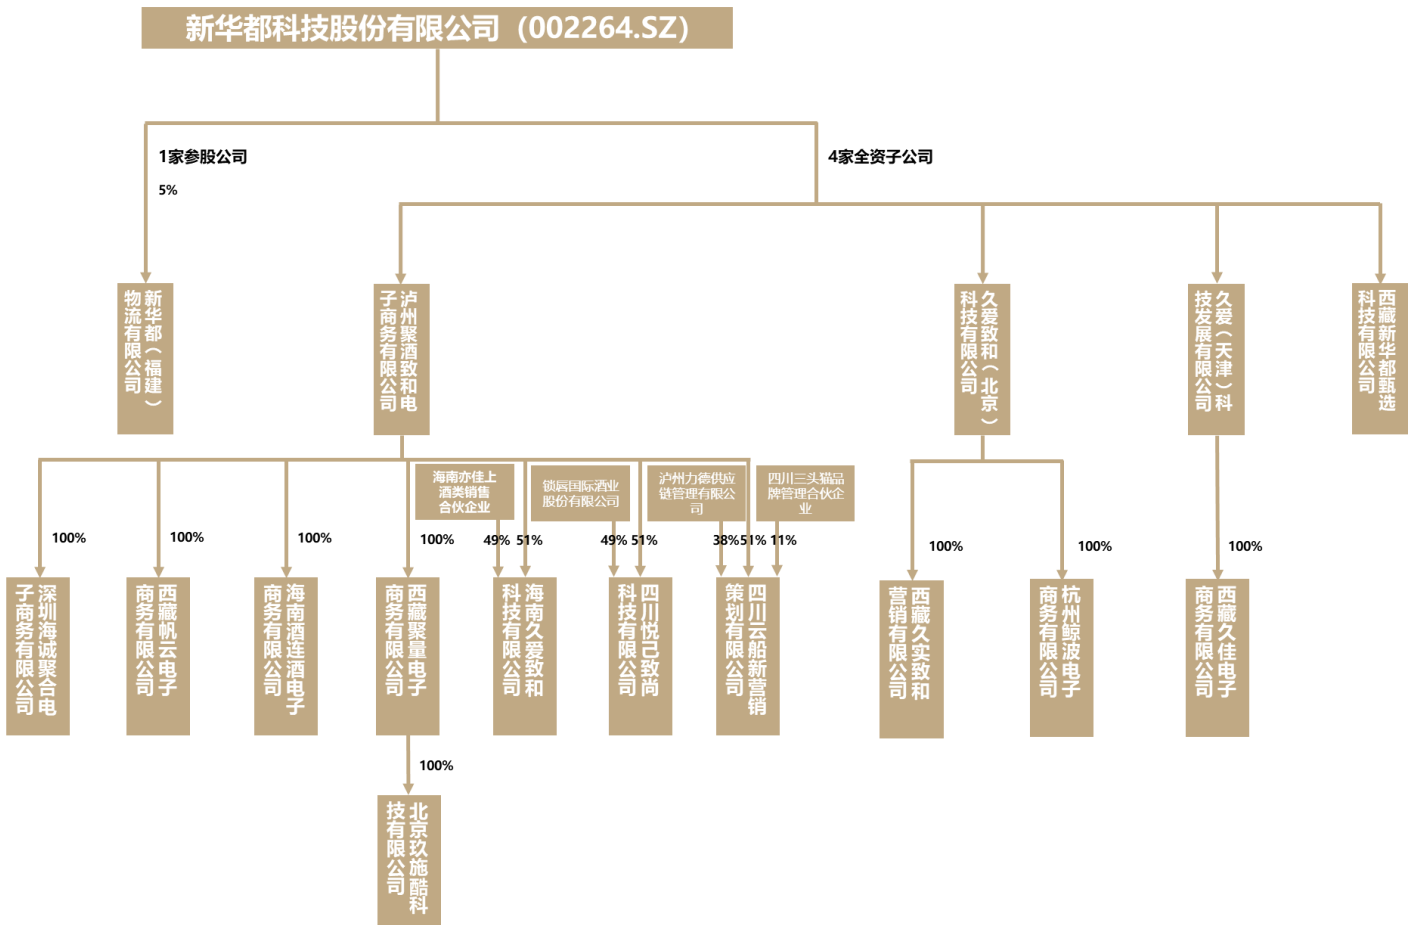 新华都科技股份有限公司（002264.SZ）
1家参股公司
4家全资子公司
5%
新华都（福建）
物流有限公司
泸州聚酒致和电
子商务有限公司
久爱致和（北京）
科技有限公司
久爱（天津）科
技发展有限公司
西藏新华都甄选
科技有限公司
海南亦佳上
酒类销售
合伙企业
锁唇国际酒业
股份有限公司
泸州力德供应
链管理有限公
司
四川三头猫品
牌管理合伙企
业
100%
100%
100%
100%
49%
51%
49%
51%
38%
51%
11%
100%
100%
100%
深圳海诚聚合电
子商务有限公司
西藏帆云电子
商务有限公司
海南酒连酒电子
商务有限公司
西藏聚量电子
商务有限公司
海南久爱致和
科技有限公司
四川悦己致尚
科技有限公司
四川云船新营销
策划有限公司
西藏久实致和
营销有限公司
杭州鲸波电子
商务有限公司
西藏久佳电子
商务有限公司
100%
北京玖施酷科
技有限公司